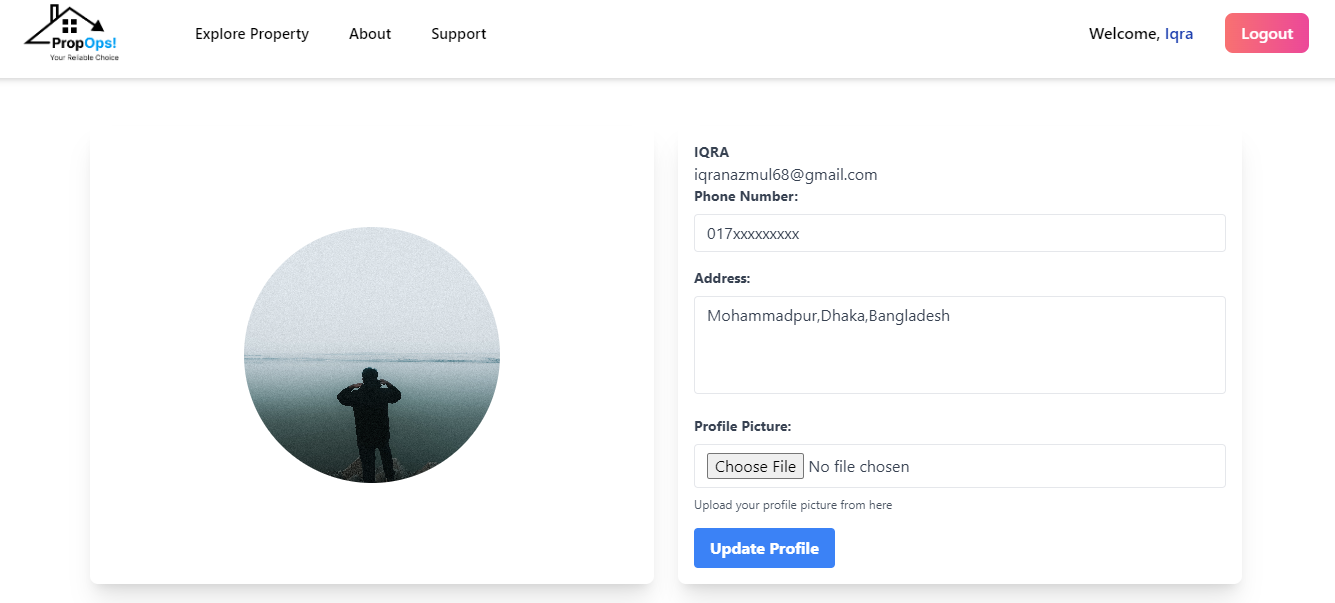 PropOps!
Your Reliable Choice
Explore Property
About
Support
Welcome, Iqra
Logout
IQRA
iqranazmul68@gmail.com
Phone Number:
017xxxxxxxxx
Address:
Mohammadpur,Dhaka,Bangladesh
Profile Picture:
Choose File No file chosen
Upload your profile picture from here
Update Profile